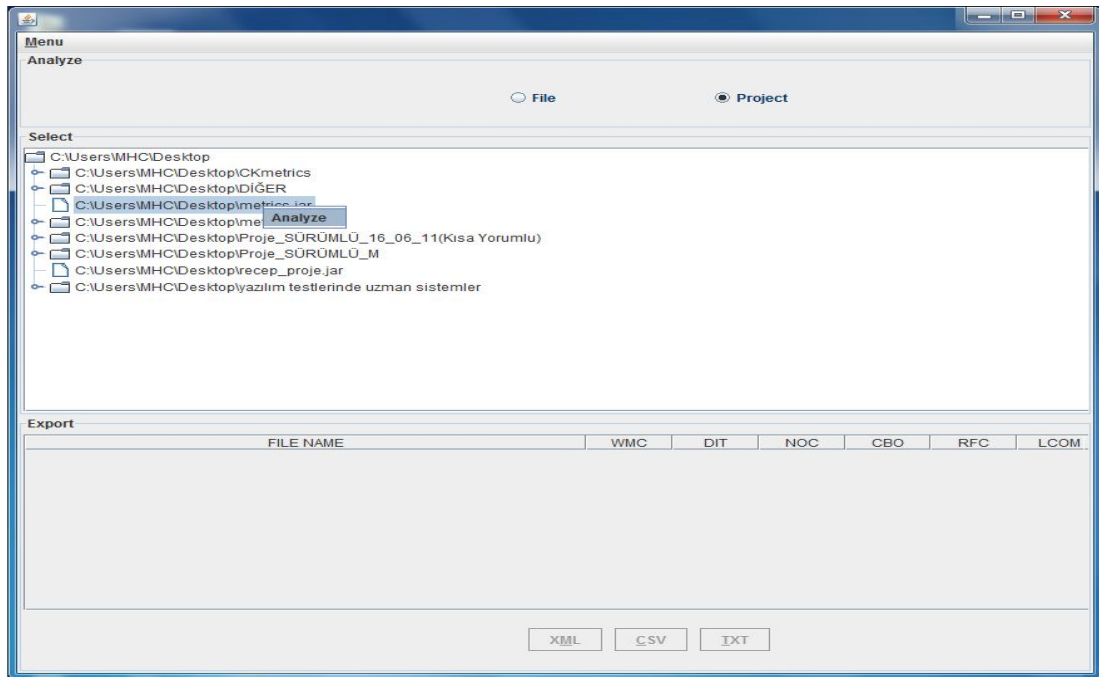 Menu
Analyze
File Project
Select
C:\Users\MHC\Desktop
C:\Users\MHC\Desktop\CKmetrics
C:\Users\MHC\Desktop\DİĞER
C:\Users\MHC\Desktop\metrics.jar
Analyze
C:\Users\MHC\Desktop\me
C:\Users\MHC\Desktop\Proje_SÜRÜMLÜ_16_06_11(Kısa Yorumlu)
C:\Users\MHC\Desktop\Proje_SÜRÜMLÜ_M
C:\Users\MHC\Desktop\recep_proje.jar
C:\Users\MHC\Desktop\yazılım testlerinde uzman sistemler
Export
FILE NAME WMC DIT NOC CBO RFC LCOM
XML CSV TXT